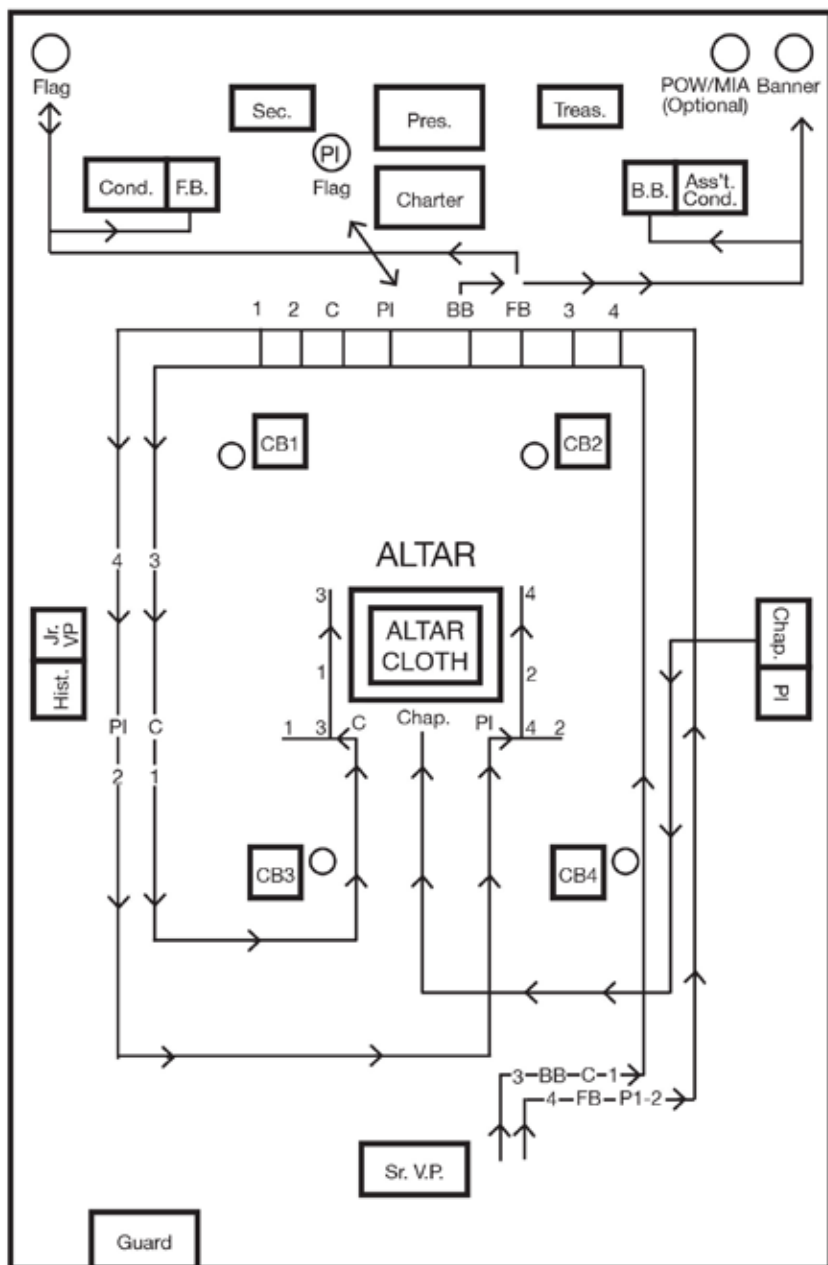 Flag
POW/MIA Banner
(Optional)
Sec.
Pres.
Treas.
PI
Flag
Cond. F.B.
Charter
B.B. Ass't.
Cond.
1 2 C PI BB FB 3 4
CB1
CB2
ALTAR
4 3
3
4
ALTAR
CLOTH
Jr.
VP
Hist.
Chap.
PI
1
2
PI C
2 1
1 3 C Chap. PI 4 2
CB3
CB4
3-BB-C-1
4-FB-P1-2
Sr. V.P.
Guard